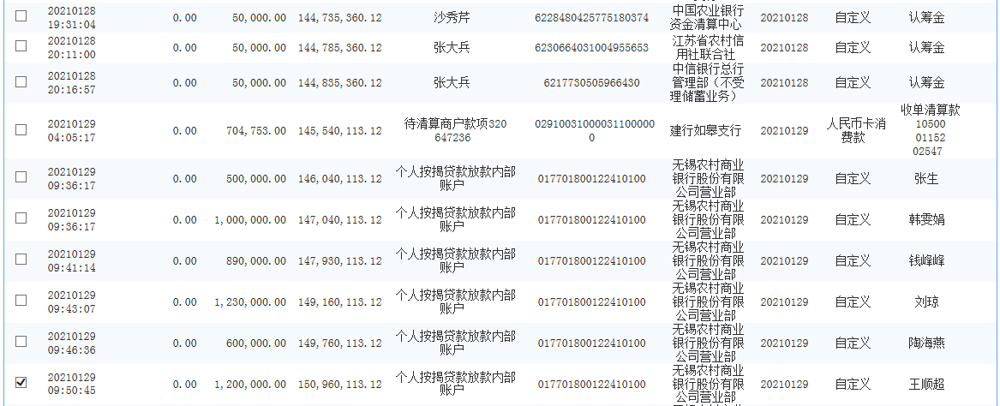 20210128 19:31:04 0.00 50,000.00 144,735,360.12 沙秀芹 6228480425775180374 中国农业银行资金清算中心 20210128 自定义 认筹金
20210128 20:11:00 0.00 50,000.00 144,785,360.12 张大兵 6230664031004955653 江苏省农村信用社联合社 20210128 自定义 认筹金
20210128 20:16:57 0.00 50,000.00 144,835,360.12 张大兵 6217730505966430 中信银行总行管理部（不受理储蓄业务） 20210128 自定义 认筹金
20210129 04:05:17 0.00 704,753.00 145,540,113.12 待清算商户款项320647236 029100310000311000000 建行如皋支行 20210129 人民币卡消费款 收单清算款105000115202547
20210129 09:36:17 0.00 500,000.00 146,040,113.12 个人按揭贷款放款内部账户 017701800122410100 无锡农村商业银行股份有限公司营业部 20210129 自定义 张生
20210129 09:36:17 0.00 1,000,000.00 147,040,113.12 个人按揭贷款放款内部账户 017701800122410100 无锡农村商业银行股份有限公司营业部 20210129 自定义 韩雯娟
20210129 09:41:14 0.00 890,000.00 147,930,113.12 个人按揭贷款放款内部账户 017701800122410100 无锡农村商业银行股份有限公司营业部 20210129 自定义 钱峰峰
20210129 09:43:07 0.00 1,230,000.00 149,160,113.12 个人按揭贷款放款内部账户 017701800122410100 无锡农村商业银行股份有限公司营业部 20210129 自定义 刘琼
20210129 09:46:36 0.00 600,000.00 149,760,113.12 个人按揭贷款放款内部账户 017701800122410100 无锡农村商业银行股份有限公司营业部 20210129 自定义 陶海燕
20210129 09:50:45 0.00 1,200,000.00 150,960,113.12 个人按揭贷款放款内部账户 017701800122410100 无锡农村商业银行股份有限公司营业部 20210129 自定义 王顺超